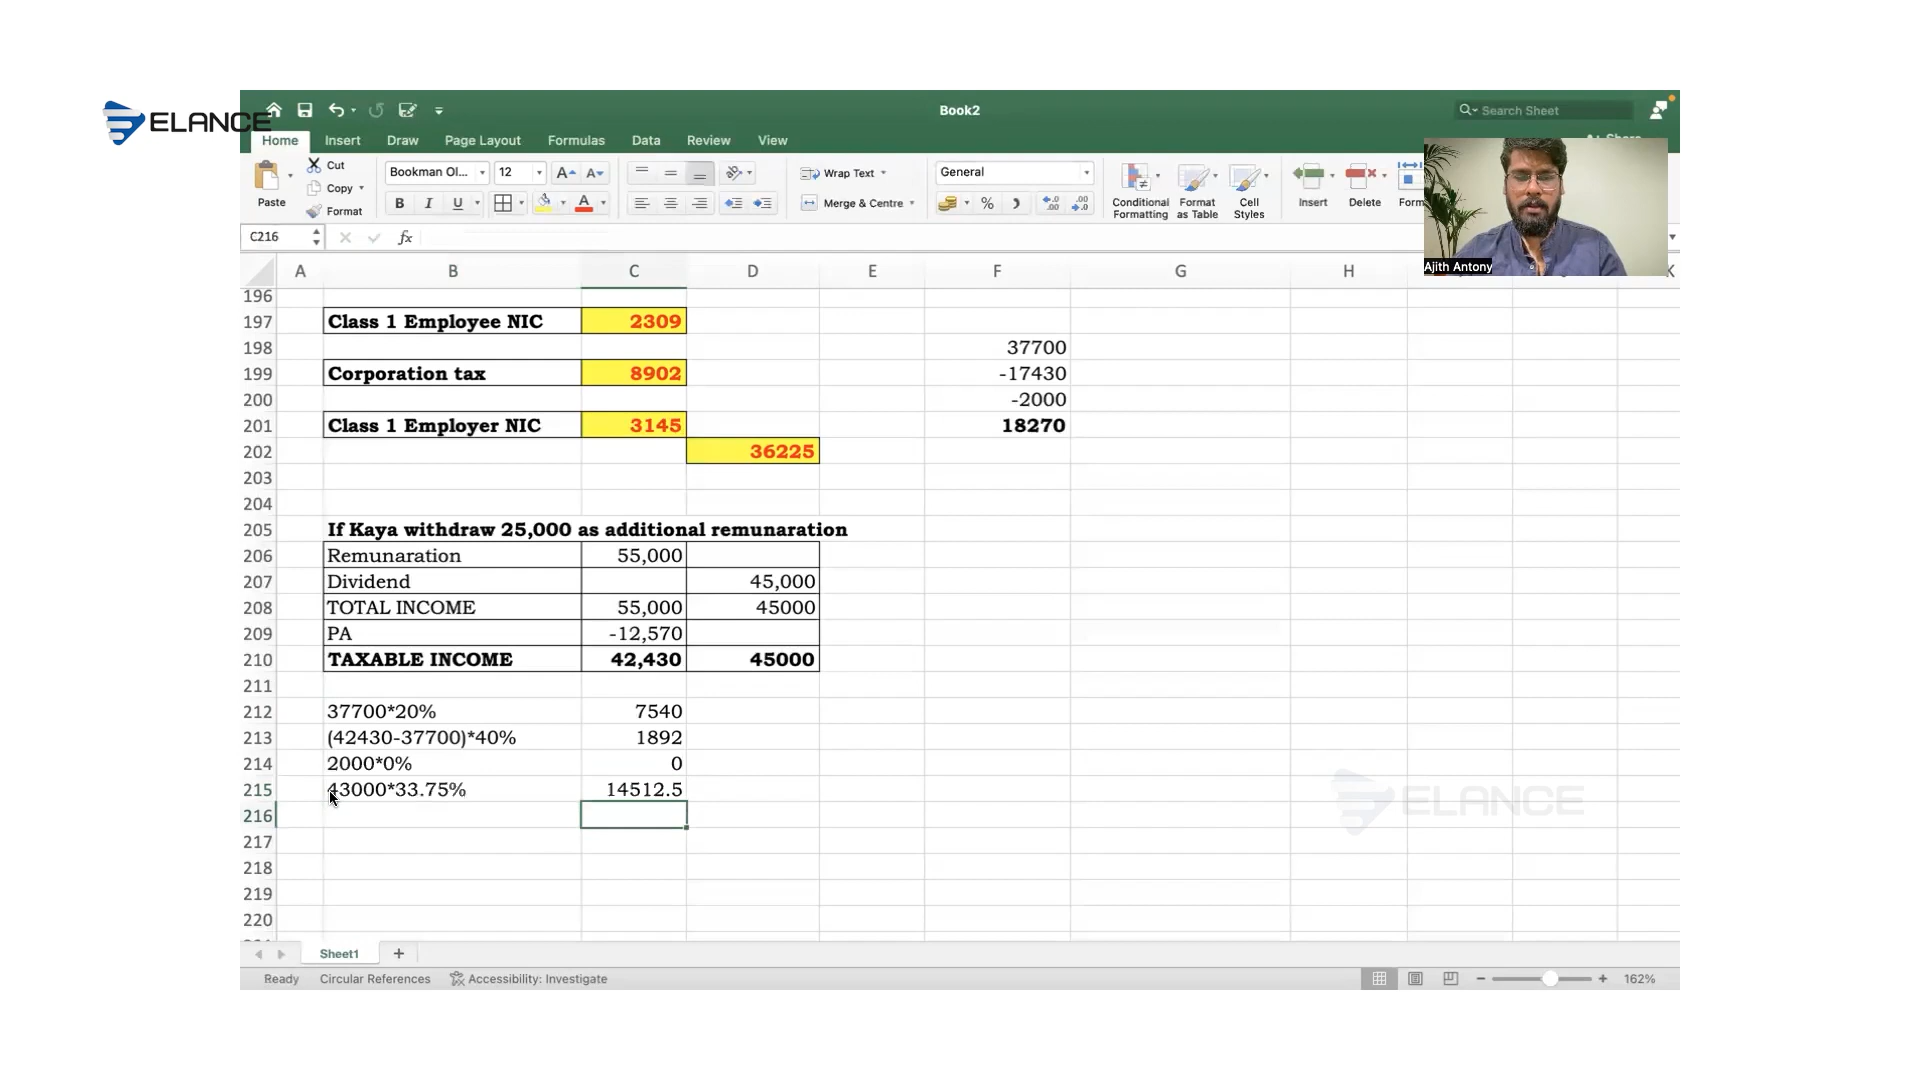 ELANCE
Book2
Search Sheet
Home Insert Draw Page Layout Formulas Data Review View
Share
Paste Cut Copy Format
Bookman Ol... 12
B I U
Wrap Text
Merge & Centre
General
Conditional Formatting Format as Table Cell Styles Insert Delete Form
Ajith Antony
C216 fx
A B C D E F G H K
196
197 Class 1 Employee NIC 2309
198 37700
199 Corporation tax 8902 -17430
200 -2000
201 Class 1 Employer NIC 3145 18270
202 36225
203
204
205 If Kaya withdraw 25,000 as additional remunaration
206 Remunaration 55,000
207 Dividend 45,000
208 TOTAL INCOME 55,000 45000
209 PA -12,570
210 TAXABLE INCOME 42,430 45000
211
212 37700*20% 7540
213 (42430-37700)*40% 1892
214 2000*0% 0
215 43000*33.75% 14512.5
216
217
218
219
220
ELANCE
Sheet1
Ready Circular References Accessibility: Investigate 162%